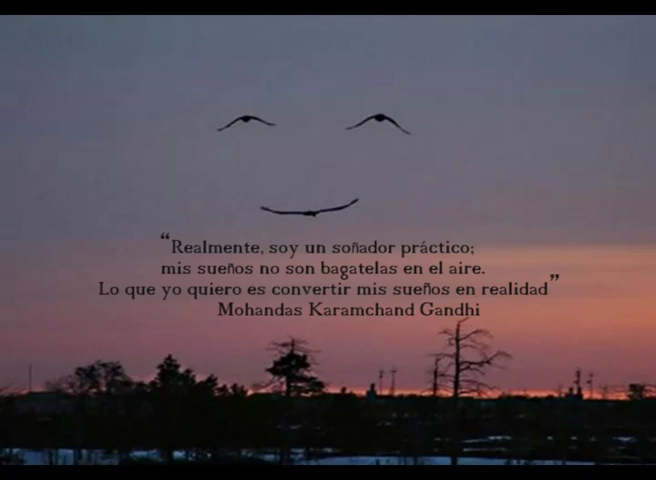 “Realmente, soy un soñador práctico;
mis sueños no son bagatelas en el aire.
Lo que yo quiero es convertir mis sueños en realidad”
Mohandas Karamchand Gandhi